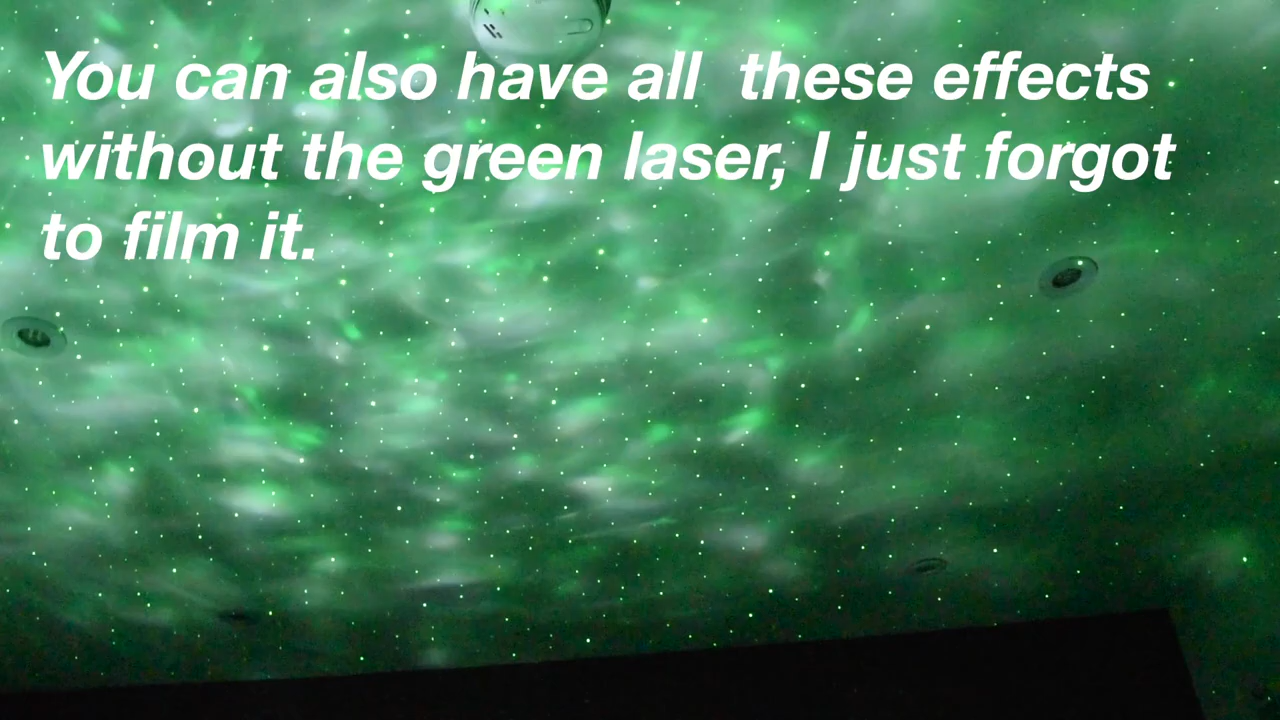 You can also have all  these effects
without the green laser, I just forgot
to film it.